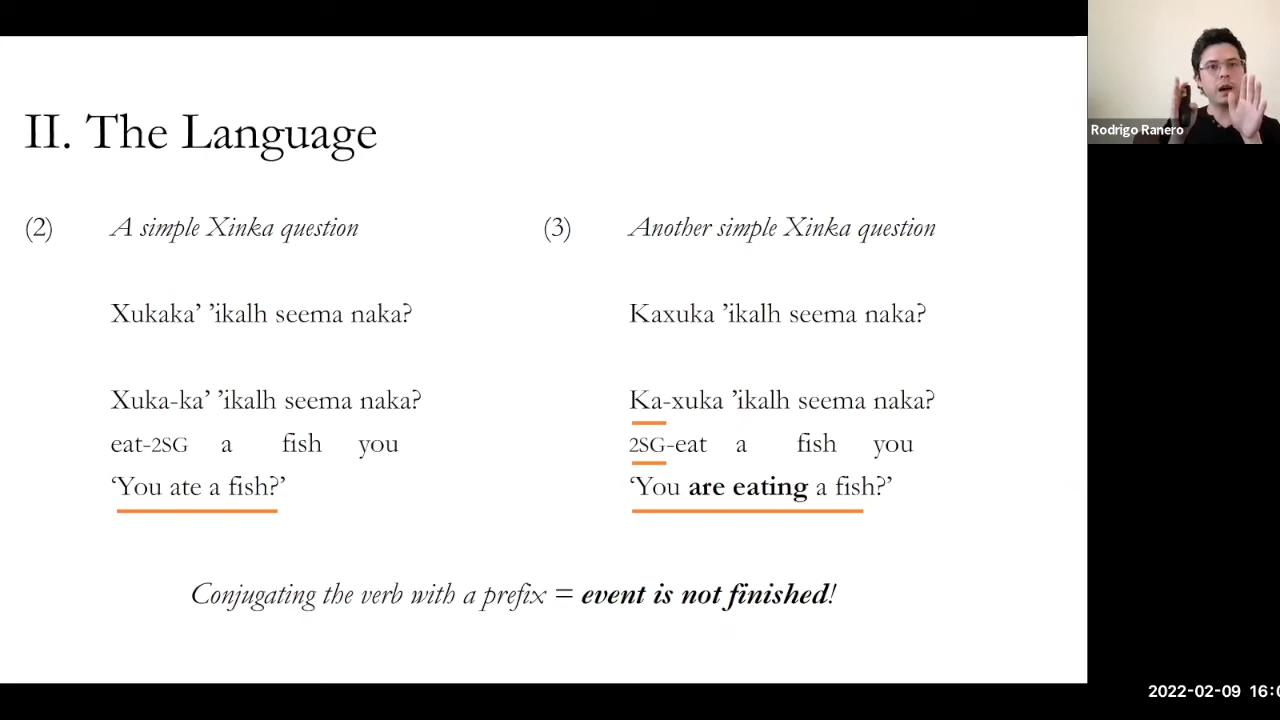 II. The Language
(2) A simple Xinka question
Xukaka’ ’ikalh seema naka?
Xuka-ka’ ’ikalh seema naka?
eat-2SG a fish you
‘You ate a fish?’
(3) Another simple Xinka question
Kaxuka ’ikalh seema naka?
Ka-xuka ’ikalh seema naka?
2SG-eat a fish you
‘You are eating a fish?’
Conjugating the verb with a prefix = event is not finished!
Rodrigo Ranero
2022-02-09 16:0